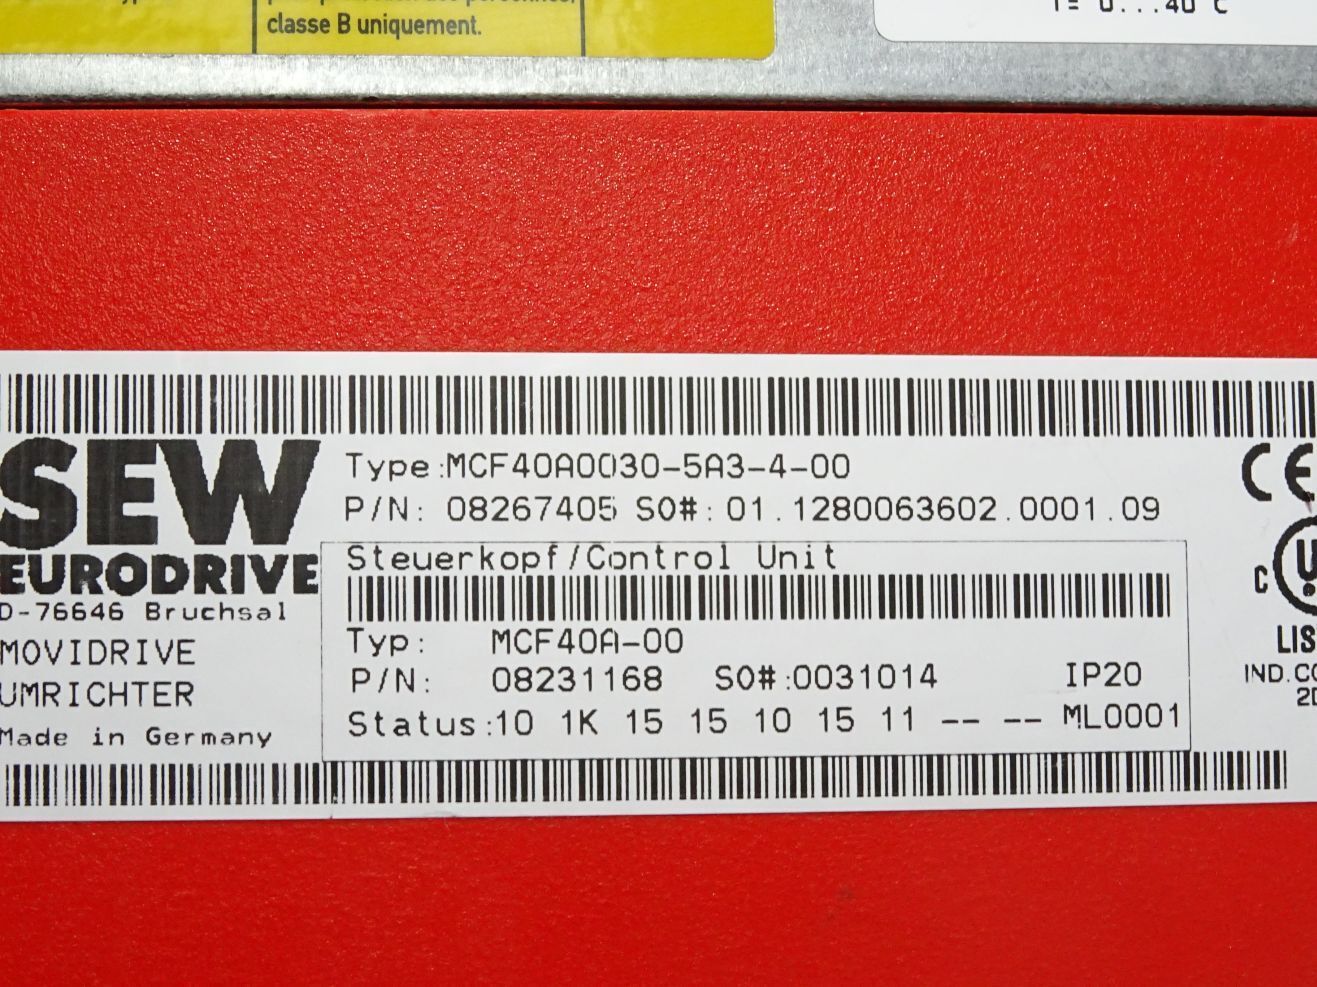 classe B uniquement.
T= 0...40°C
SEW
EURODRIVE
D-76646 Bruchsal
MOVIDRIVE
UMRICHTER
Made in Germany
Type:MCF40A0030-5A3-4-00
P/N: 08267405 SO#: 01.1280063602.0001.09
Steuerkopf/Control Unit
Typ: MCF40A-00
P/N: 08231168 SO#:0031014 IP20
Status:10 1K 15 15 10 15 11 -- -- ML0001
CE
C U
LIS
IND.CO